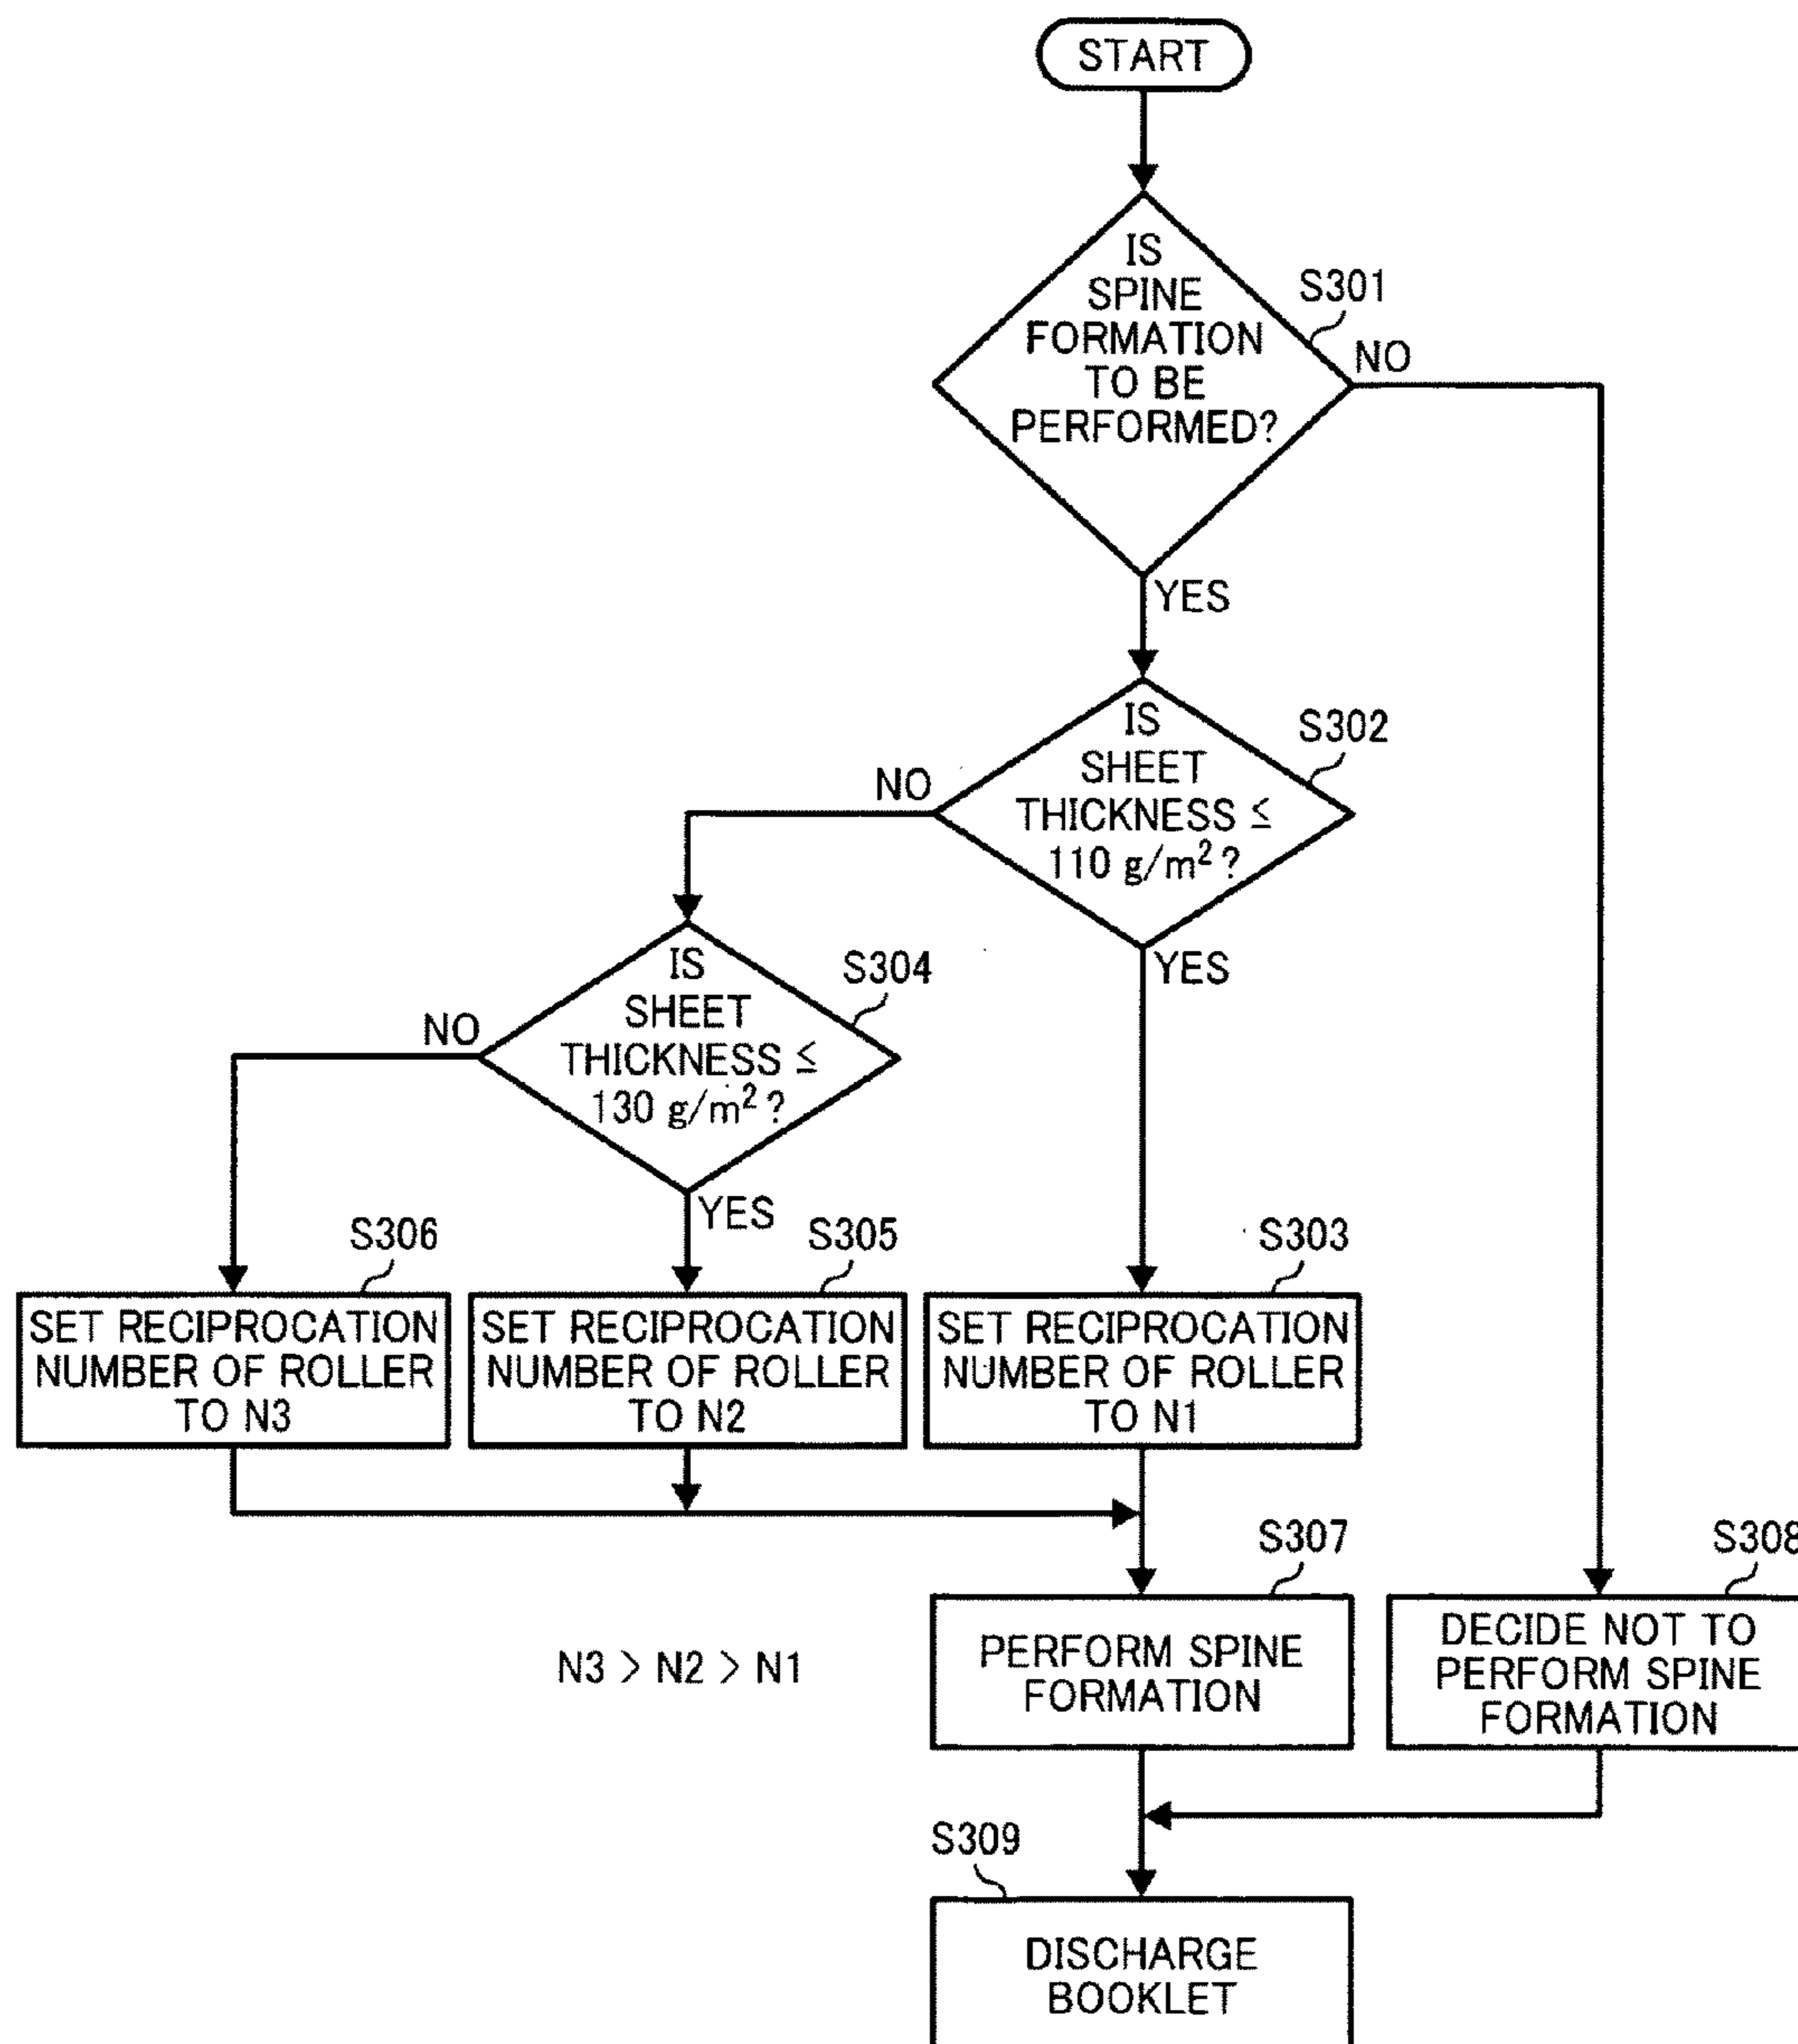 START
IS
SPINE
FORMATION
TO BE
PERFORMED?
S301
NO
YES
IS
SHEET
THICKNESS ≤
110 g/m²?
S302
NO
YES
IS
SHEET
THICKNESS ≤
130 g/m²?
S304
NO
YES
S306
SET RECIPROCATION
NUMBER OF ROLLER
TO N3
S305
SET RECIPROCATION
NUMBER OF ROLLER
TO N2
S303
SET RECIPROCATION
NUMBER OF ROLLER
TO N1
N3 > N2 > N1
S307
PERFORM SPINE
FORMATION
S308
DECIDE NOT TO
PERFORM SPINE
FORMATION
S309
DISCHARGE
BOOKLET